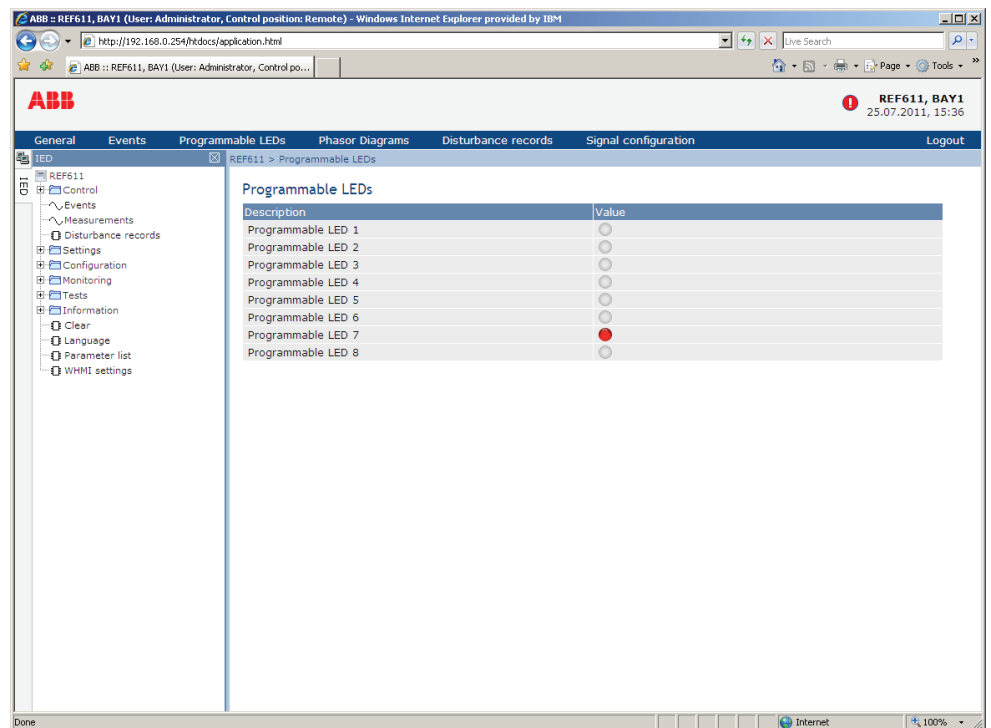 ABB :: REF611, BAY1 (User: Administrator, Control position: Remote) - Windows Internet Explorer provided by IBM
http://192.168.0.254/htdocs/application.html
Live Search
ABB :: REF611, BAY1 (User: Administrator, Control po...
Page
Tools
ABB
REF611, BAY1
25.07.2011, 15:36
General Events Programmable LEDs Phasor Diagrams Disturbance records Signal configuration Logout
IED
IED
REF611 > Programmable LEDs
REF611
Control
Events
Measurements
Disturbance records
Settings
Configuration
Monitoring
Tests
Information
Clear
Language
Parameter list
WHMI settings
Programmable LEDs
Description Value
Programmable LED 1
Programmable LED 2
Programmable LED 3
Programmable LED 4
Programmable LED 5
Programmable LED 6
Programmable LED 7
Programmable LED 8
Done
Internet
100%